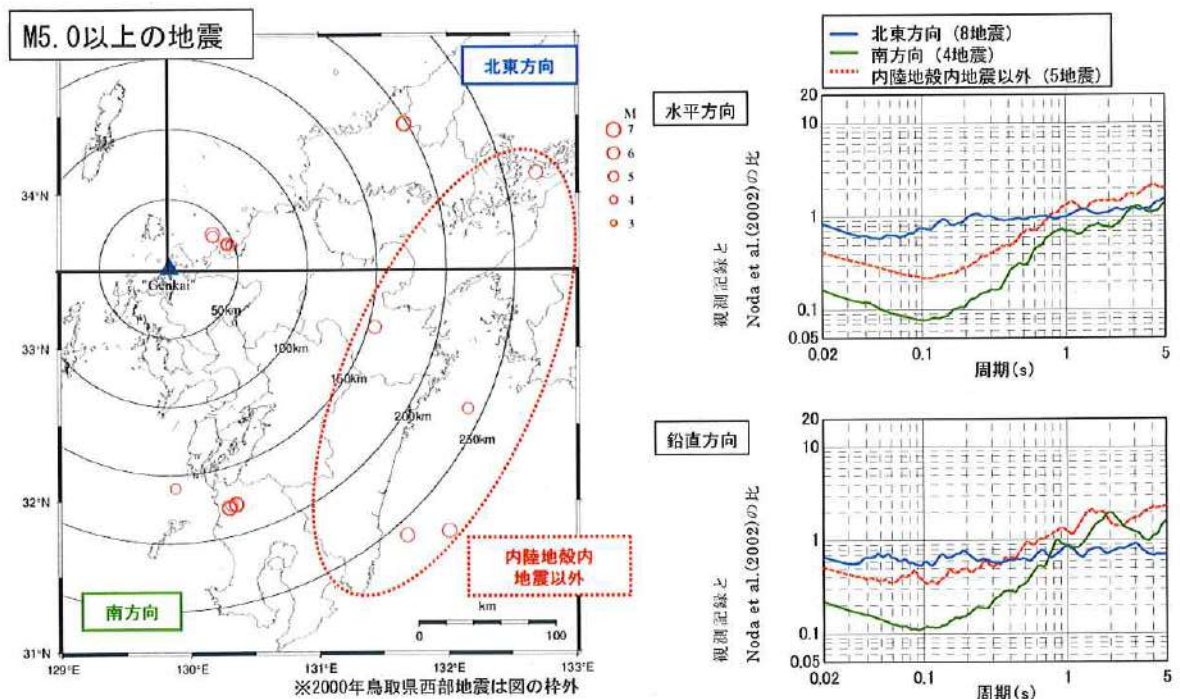 M5.0以上の地震
北東方向
M
7
6
5
4
3
34°N
33°N
32°N
31°N
"Genkai"
50km
100km
150km
200km
250km
南方向
内陸地殻内
地震以外
km
0
100
129°E
130°E
131°E
132°E
133°E
※2000年鳥取県西部地震は図の枠外
北東方向（8地震）
南方向（4地震）
内陸地殻内地震以外（5地震）
水平方向
観測記録と
Noda et al.(2002)の比
20
10
1
0.1
0.05
0.02
0.1
1
5
周期(s)
鉛直方向
観測記録と
Noda et al.(2002)の比
20
10
1
0.1
0.05
0.02
0.1
1
5
周期(s)